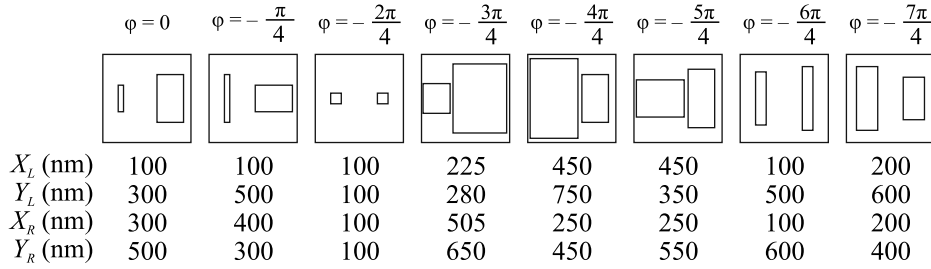 φ = 0 φ = − π/4 φ = − 2π/4 φ = − 3π/4 φ = − 4π/4 φ = − 5π/4 φ = − 6π/4 φ = − 7π/4
X_L (nm) 100 100 100 225 450 450 100 200
Y_L (nm) 300 500 100 280 750 350 500 600
X_R (nm) 300 400 100 505 250 250 100 200
Y_R (nm) 500 300 100 650 450 550 600 400